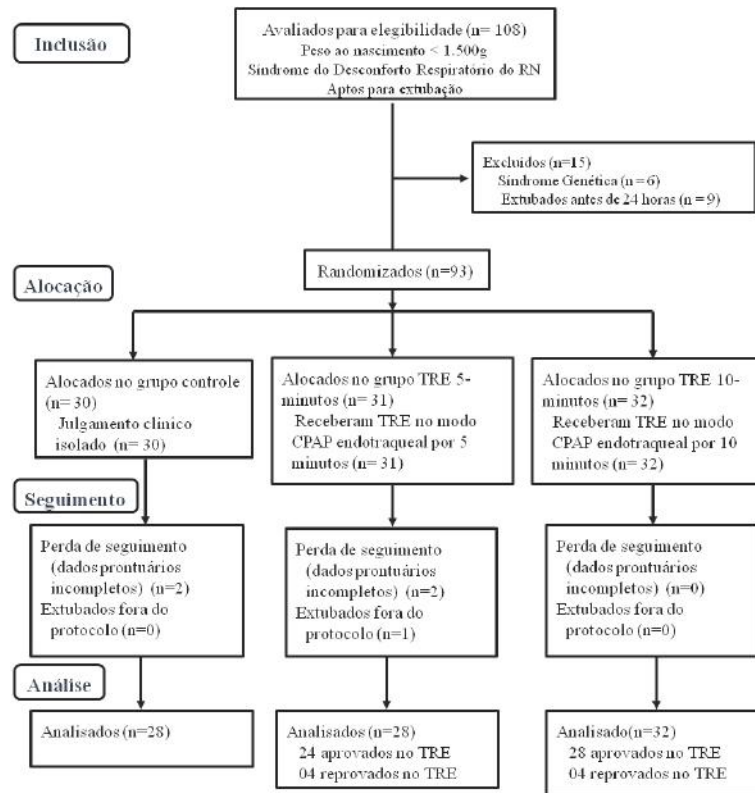 Inclusão
Avaliados para elegibilidade (n= 108)
Peso ao nascimento < 1.500g
Síndrome do Desconforto Respiratório do RN
Aptos para extubação
Excluídos (n=15)
Síndrome Genética (n = 6)
Extubados antes de 24 horas (n = 9)
Randomizados (n=93)
Alocação
Alocados no grupo controle
(n= 30)
Julgamento clínico
isolado (n= 30)
Alocados no grupo TRE 5-
minutos (n= 31)
Receberam TRE no modo
CPAP endotraqueal por 5
minutos (n= 31)
Alocados no grupo TRE 10-
minutos (n= 32)
Receberam TRE no modo
CPAP endotraqueal por 10
minutos (n= 32)
Seguimento
Perda de seguimento
(dados prontuários
incompletos) (n=2)
Extubados fora do
protocolo (n=0)
Perda de seguimento
(dados prontuários
incompletos) (n=2)
Extubados fora do
protocolo (n=1)
Perda de seguimento
(dados prontuários
incompletos) (n=0)
Extubados fora do
protocolo (n=0)
Análise
Analisados (n=28)
Analisados (n=28)
24 aprovados no TRE
04 reprovados no TRE
Analisado(n=32)
28 aprovados no TRE
04 reprovados no TRE